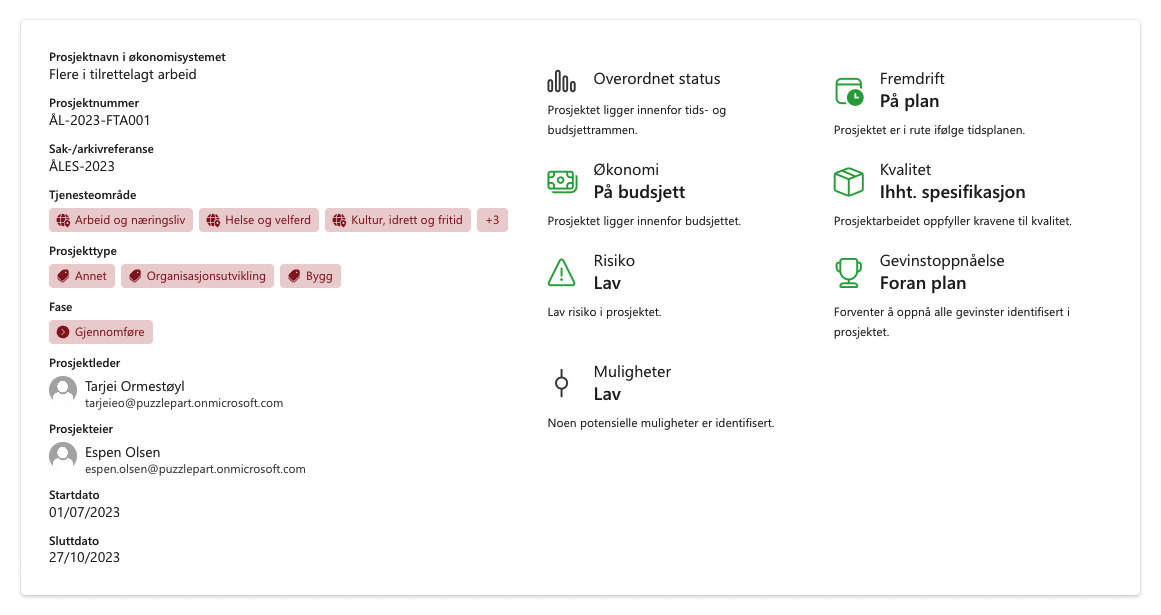 Prosjektnavn i økonomisystemet
Flere i tilrettelagt arbeid
Prosjektnummer
ÅL-2023-FTA001
Sak-/arkivreferanse
ÅLES-2023
Tjenesteområde
Arbeid og næringsliv Helse og velferd Kultur, idrett og fritid +3
Prosjekttype
Annet Organisasjonsutvikling Bygg
Fase
Gjennomføre
Prosjektleder
Tarjei Ormestøyl
tarjeieo@puzzlepart.onmicrosoft.com
Prosjekteier
Espen Olsen
espen.olsen@puzzlepart.onmicrosoft.com
Startdato
01/07/2023
Sluttdato
27/10/2023
Overordnet status
Prosjektet ligger innenfor tids- og
budsjettrammen.
Fremdrift
På plan
Prosjektet er i rute ifølge tidsplanen.
Økonomi
På budsjett
Prosjektet ligger innenfor budsjettet.
Kvalitet
Ihht. spesifikasjon
Prosjektarbeidet oppfyller kravene til kvalitet.
Risiko
Lav
Lav risiko i prosjektet.
Gevinstoppnåelse
Foran plan
Forventer å oppnå alle gevinster identifisert i
prosjektet.
Muligheter
Lav
Noen potensielle muligheter er identifisert.